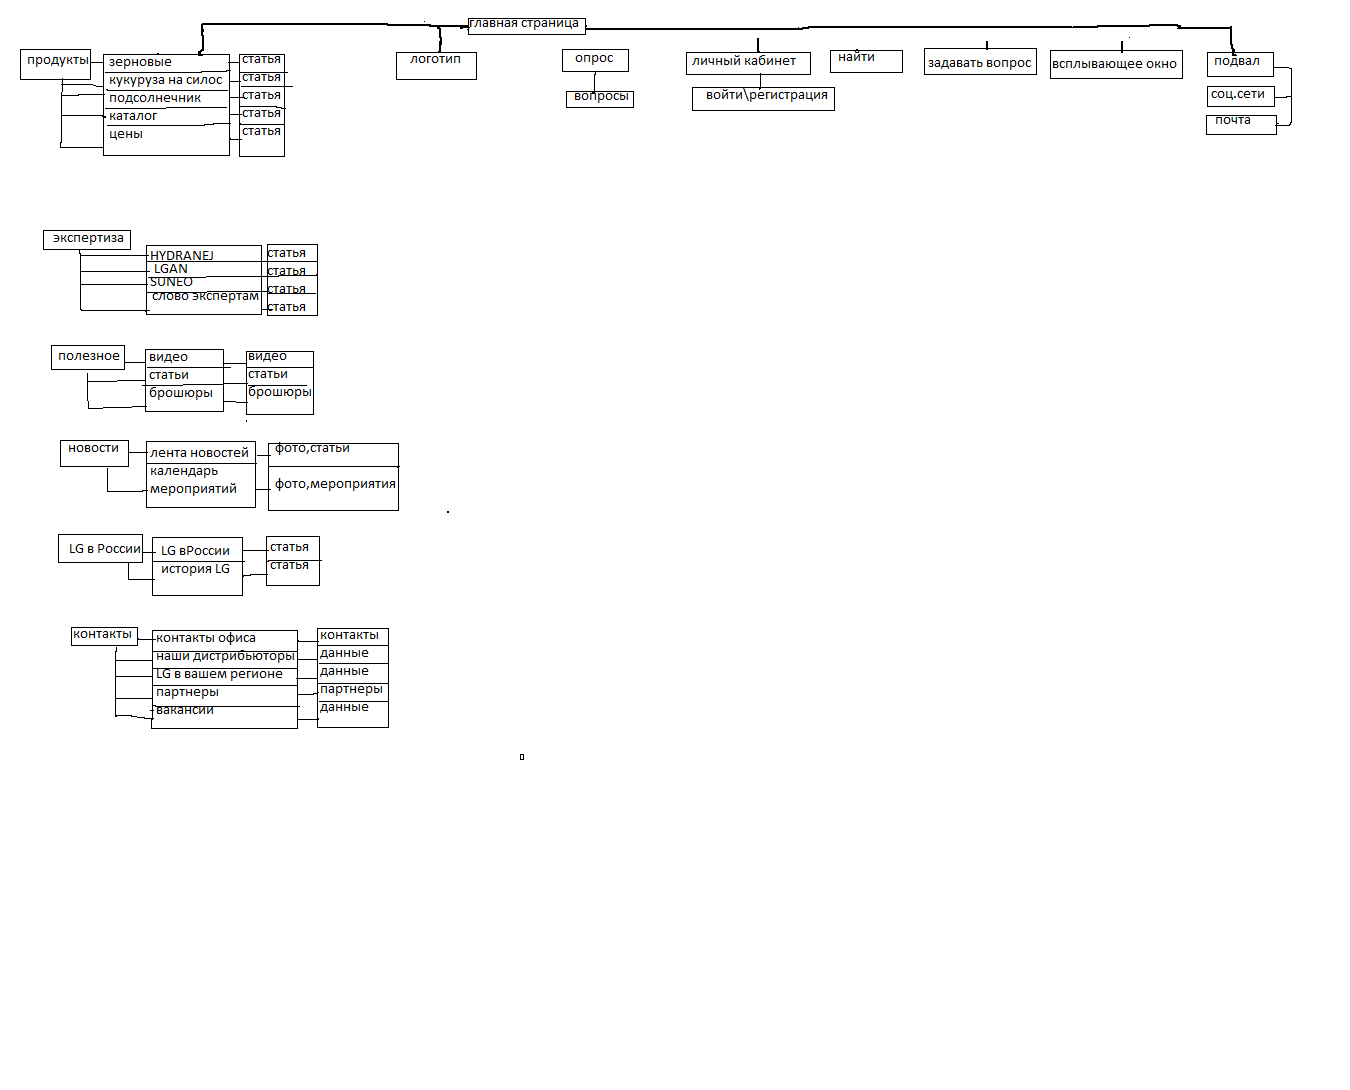 главная страница
продукты
зерновые
кукуруза на силос
подсолнечник
каталог
цены
статья
статья
статья
статья
статья
логотип
опрос
вопросы
личный кабинет
войти\регистрация
найти
задавать вопрос
всплывающее окно
подвал
соц.сети
почта
экспертиза
HYDRANEJ
LGAN
SUNEO
слово экспертам
статья
статья
статья
статья
полезное
видео
статьи
брошюры
видео
статьи
брошюры
новости
лента новостей
календарь
мероприятий
фото,статьи
фото,мероприятия
LG в России
LG вРоссии
история LG
статья
статья
контакты
контакты офиса
наши дистрибьюторы
LG в вашем регионе
партнеры
вакансии
контакты
данные
данные
партнеры
данные